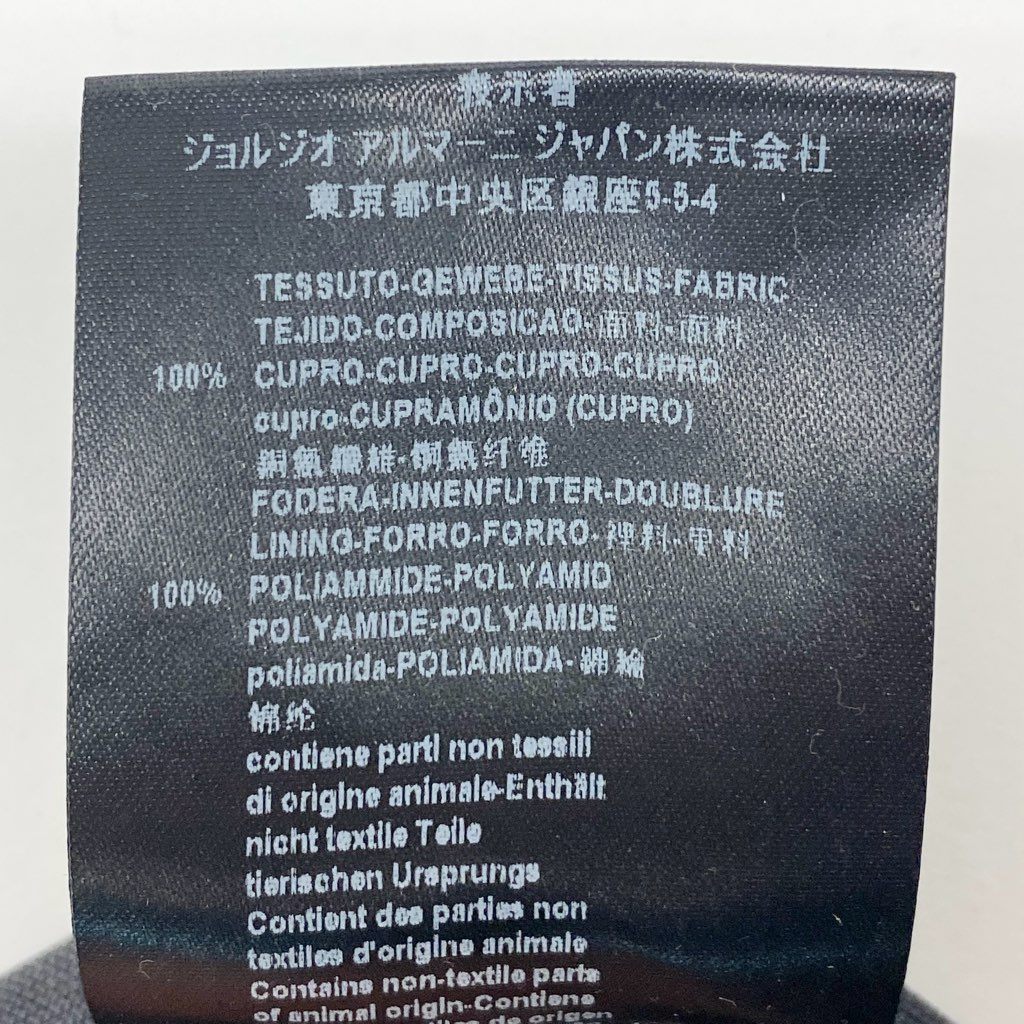 表示者
ジョルジオ アルマーニ ジャパン株式会社
東京都中央区銀座5-5-4
TESSUTO-GEWEBE-TISSUS-FABRIC
TEJIDO-COMPOSICAO-面料-面料
100% CUPRO-CUPRO-CUPRO-CUPRO
cupro-CUPRAMÔNIO (CUPRO)
銅氨纖維-铜氨纤维
FODERA-INNENFUTTER-DOUBLURE
LINING-FORRO-FORRO-裡料-里料
100% POLIAMMIDE-POLYAMID
POLYAMIDE-POLYAMIDE
poliamida-POLIAMIDA-錦綸
锦纶
contiene parti non tessili
di origine animale-Enthält
nicht textile Teile
tierischen Ursprungs
Contient des parties non
textiles d'origine animale
Contains non-textile parts
of animal origin-Contiene
textiles de origen